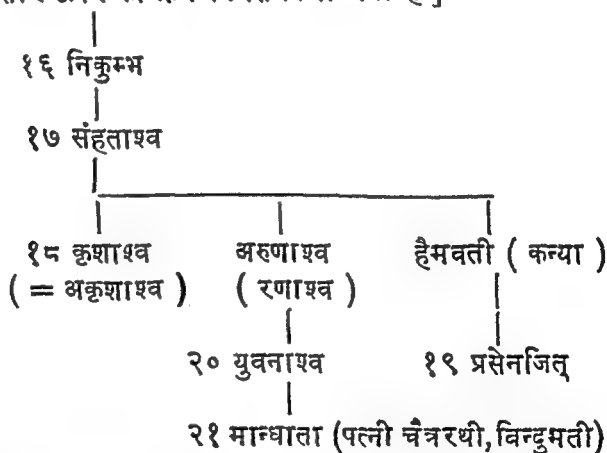 १६ निकुम्भ
१७ संहताश्व
१८ कृशाश्व अरुणाश्व हैमवती ( कन्या )
( = अकृशाश्व ) ( रणाश्व )
२० युवनाश्व १९ प्रसेनजित्
२१ मान्धाता (पत्नी चैत्ररथी, विन्दुमती)